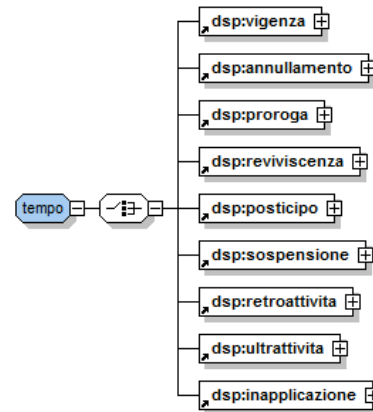 dsp:vigenza
dsp:annullamento
dsp:proroga
dsp:reviviscenza
tempo
dsp:posticipo
dsp:sospensione
dsp:retroattivita
dsp:ultrattivita
dsp:inapplicazione